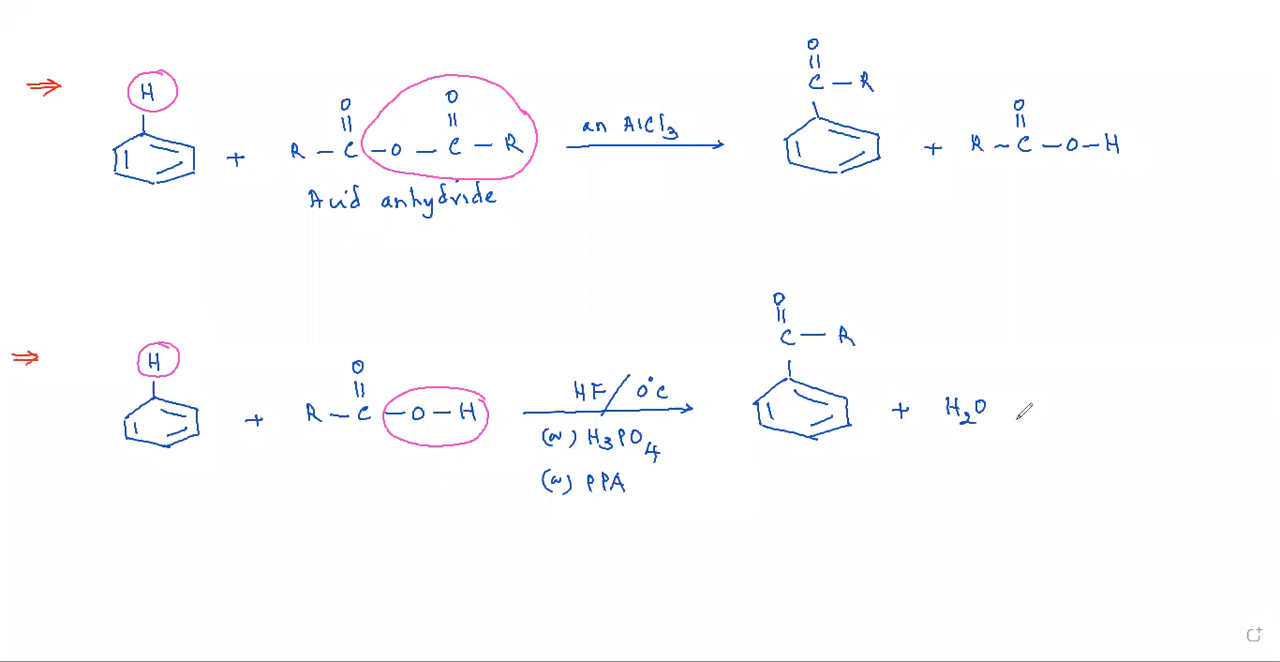 ⇒ H + R – C – O – C – R an AlCl3 → C – R + R – C – O – H
O O O O
Acid anhydride
⇒ H + R – C – O – H HF / 0°C → C – R + H2O
O O
(or) H3PO4
(or) PPA